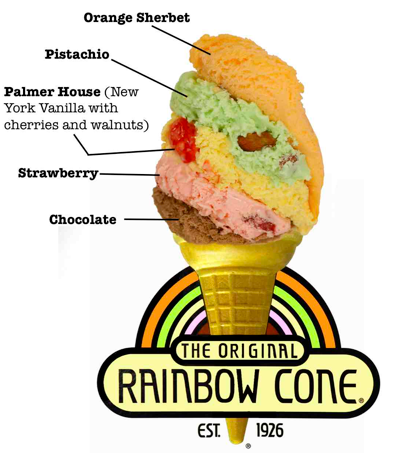 Orange Sherbet
Pistachio
Palmer House (New
York Vanilla with
cherries and walnuts)
Strawberry
Chocolate
THE ORIGINAL
RAINBOW CONE®
EST. 1926
®